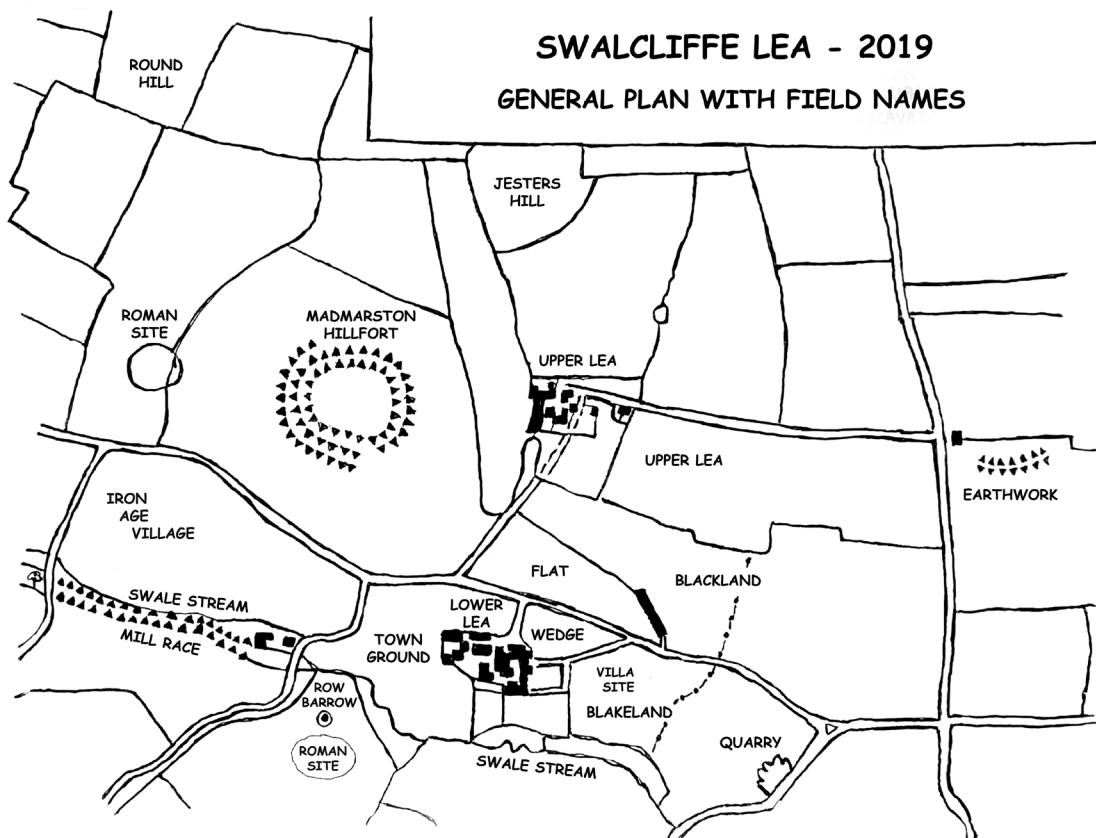 SWALCLIFFE LEA - 2019
GENERAL PLAN WITH FIELD NAMES
ROUND
HILL
JESTERS
HILL
ROMAN
SITE
MADMARSTON
HILLFORT
UPPER LEA
UPPER LEA
EARTHWORK
IRON
AGE
VILLAGE
FLAT
BLACKLAND
SWALE STREAM
MILL RACE
LOWER
LEA
TOWN
GROUND
WEDGE
VILLA
SITE
BLAKELAND
ROW
BARROW
ROMAN
SITE
SWALE STREAM
QUARRY